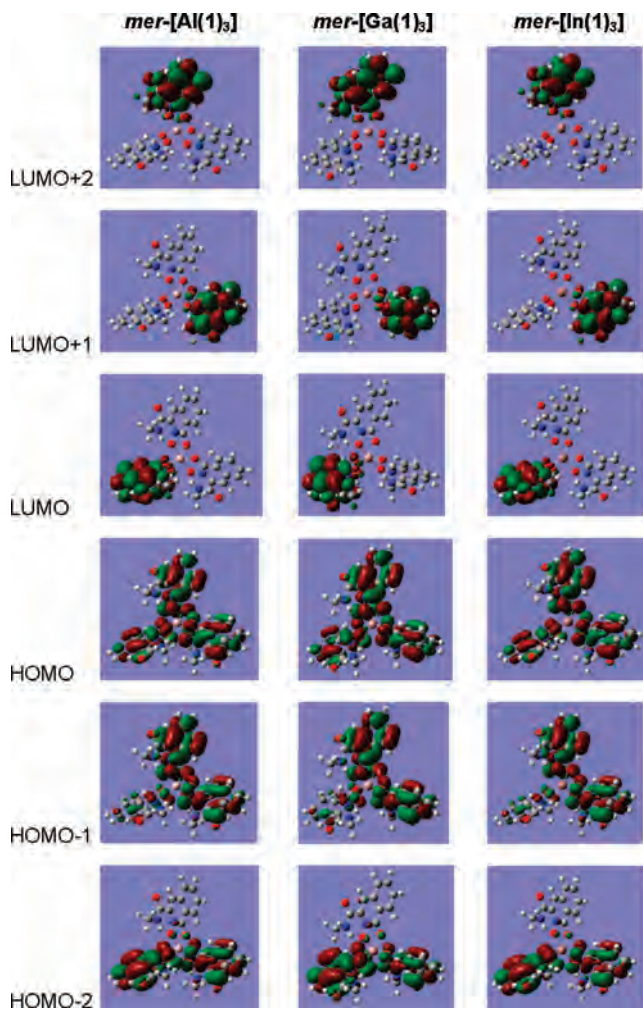 mer-[Al(1)₃] mer-[Ga(1)₃] mer-[In(1)₃]
LUMO+2
LUMO+1
LUMO
HOMO
HOMO-1
HOMO-2